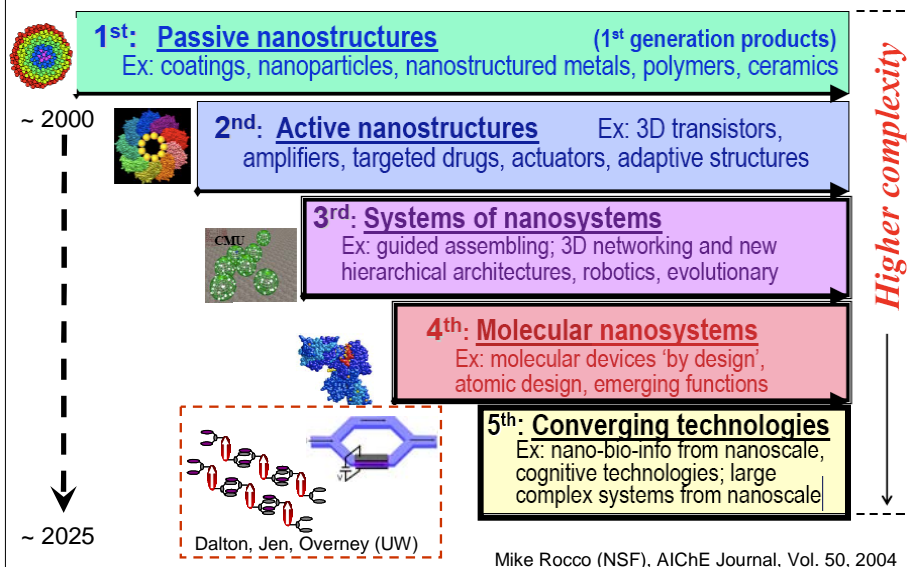 1st: Passive nanostructures (1st generation products)
Ex: coatings, nanoparticles, nanostructured metals, polymers, ceramics
~ 2000
2nd: Active nanostructures Ex: 3D transistors,
amplifiers, targeted drugs, actuators, adaptive structures
3rd: Systems of nanosystems
Ex: guided assembling; 3D networking and new
hierarchical architectures, robotics, evolutionary
CMU
4th: Molecular nanosystems
Ex: molecular devices ‘by design’,
atomic design, emerging functions
5th: Converging technologies
Ex: nano-bio-info from nanoscale,
cognitive technologies; large
complex systems from nanoscale
Higher complexity
V
Dalton, Jen, Overney (UW)
~ 2025
Mike Rocco (NSF), AIChE Journal, Vol. 50, 2004